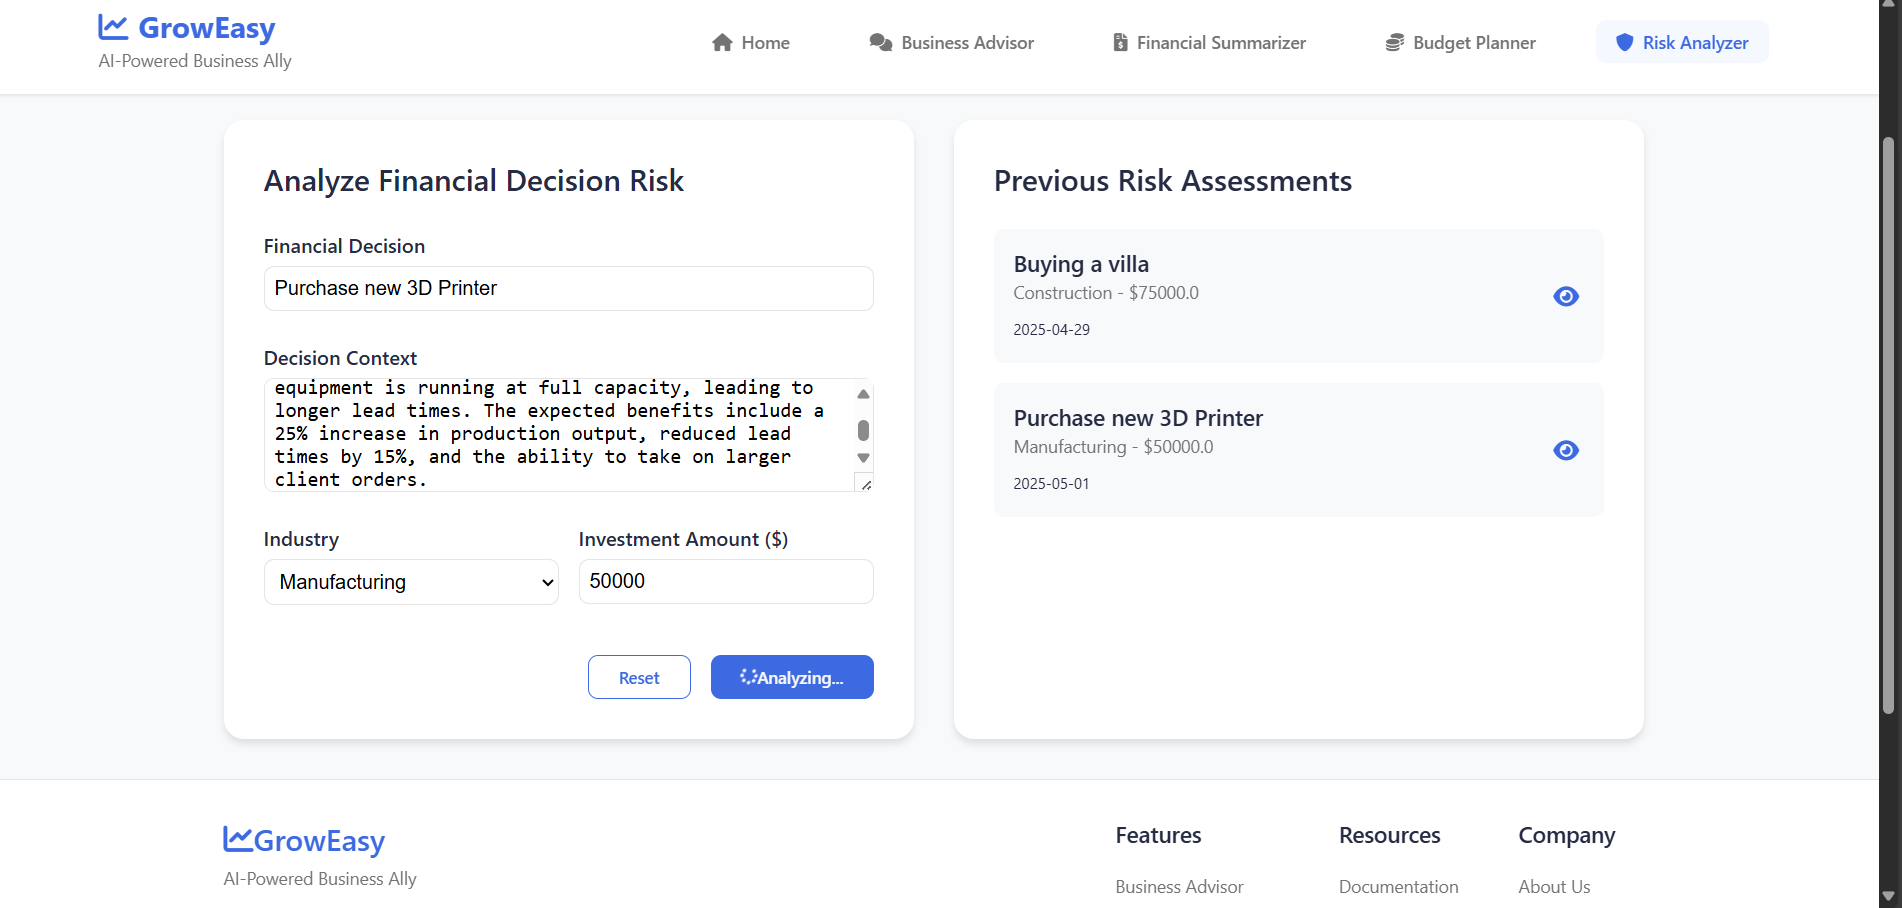 GrowEasy
AI-Powered Business Ally
Home
Business Advisor
Financial Summarizer
Budget Planner
Risk Analyzer
Analyze Financial Decision Risk
Financial Decision
Purchase new 3D Printer
Decision Context
equipment is running at full capacity, leading to
longer lead times. The expected benefits include a
25% increase in production output, reduced lead
times by 15%, and the ability to take on larger
client orders.
Industry
Manufacturing
Investment Amount ($)
50000
Reset
Analyzing...
Previous Risk Assessments
Buying a villa
Construction - $75000.0
2025-04-29
Purchase new 3D Printer
Manufacturing - $50000.0
2025-05-01
GrowEasy
AI-Powered Business Ally
Features
Business Advisor
Resources
Documentation
Company
About Us